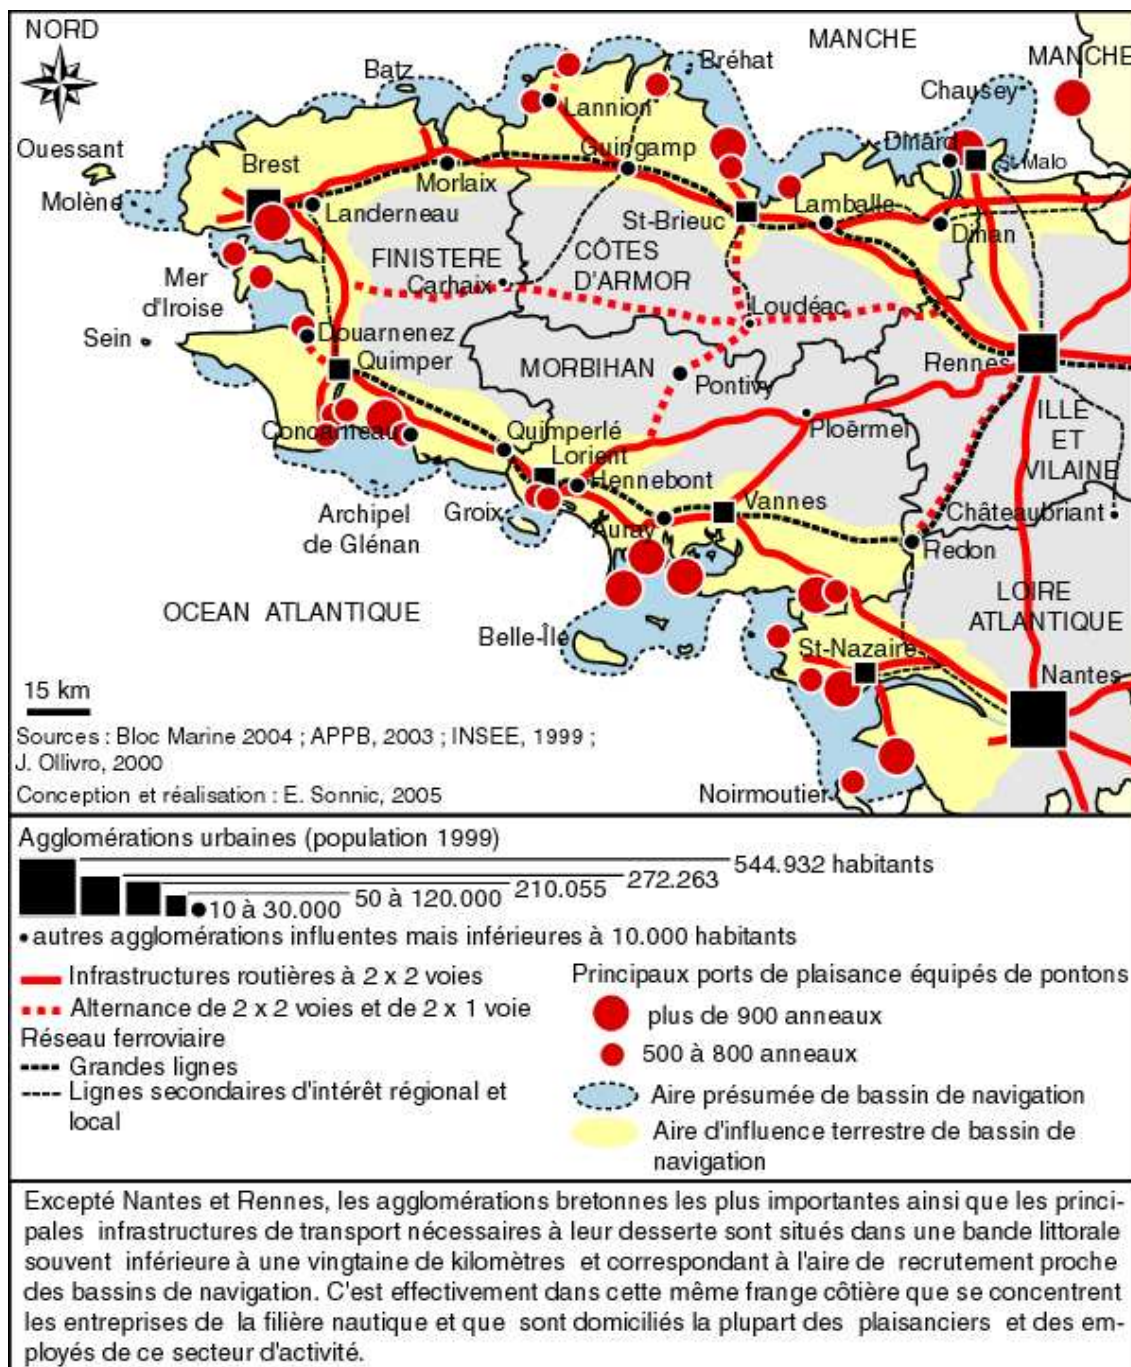 NORD
MANCHE
MANCHE
Bréhat
Batz
Chausey
Lannion
Ouessant
Guingamp
Dinard
St-Malo
Brest
Morlaix
Molène
Landerneau
St-Brieuc
Lamballe
Dinan
FINISTERE
CÔTES
D'ARMOR
Carhaix
Mer
d'Iroise
Loudéac
Sein
Douarnenez
Quimper
MORBIHAN
Pontivy
Rennes
ILLE
ET
VILAINE
Concarneau
Quimperlé
Ploërmel
Lorient
Hennebont
Vannes
Châteaubriant
Archipel
de Glénan
Groix
Auray
Redon
OCEAN ATLANTIQUE
LOIRE
ATLANTIQUE
Belle-Île
St-Nazaire
Nantes
15 km
Sources : Bloc Marine 2004 ; APPB, 2003 ; INSEE, 1999 ;
J. Ollivro, 2000
Conception et réalisation : E. Sonnic, 2005
Noirmoutier
Agglomérations urbaines (population 1999)
544.932 habitants
272.263
210.055
50 à 120.000
10 à 30.000
autres agglomérations influentes mais inférieures à 10.000 habitants
Infrastructures routières à 2 x 2 voies
Alternance de 2 x 2 voies et de 2 x 1 voie
Réseau ferroviaire
Grandes lignes
Lignes secondaires d'intérêt régional et
local
Principaux ports de plaisance équipés de pontons
plus de 900 anneaux
500 à 800 anneaux
Aire présumée de bassin de navigation
Aire d'influence terrestre de bassin de
navigation
Excepté Nantes et Rennes, les agglomérations bretonnes les plus importantes ainsi que les princi-
pales infrastructures de transport nécessaires à leur desserte sont situés dans une bande littorale
souvent inférieure à une vingtaine de kilomètres et correspondant à l'aire de recrutement proche
des bassins de navigation. C'est effectivement dans cette même frange côtière que se concentrent
les entreprises de la filière nautique et que sont domiciliés la plupart des plaisanciers et des em-
ployés de ce secteur d'activité.